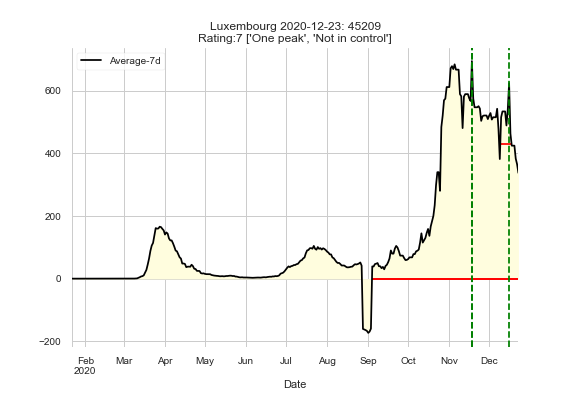 Luxembourg 2020-12-23: 45209
Rating:7 ['One peak', 'Not in control']
Average-7d
600
400
200
0
−200
Feb Mar Apr May Jun Jul Aug Sep Oct Nov Dec
2020
Date